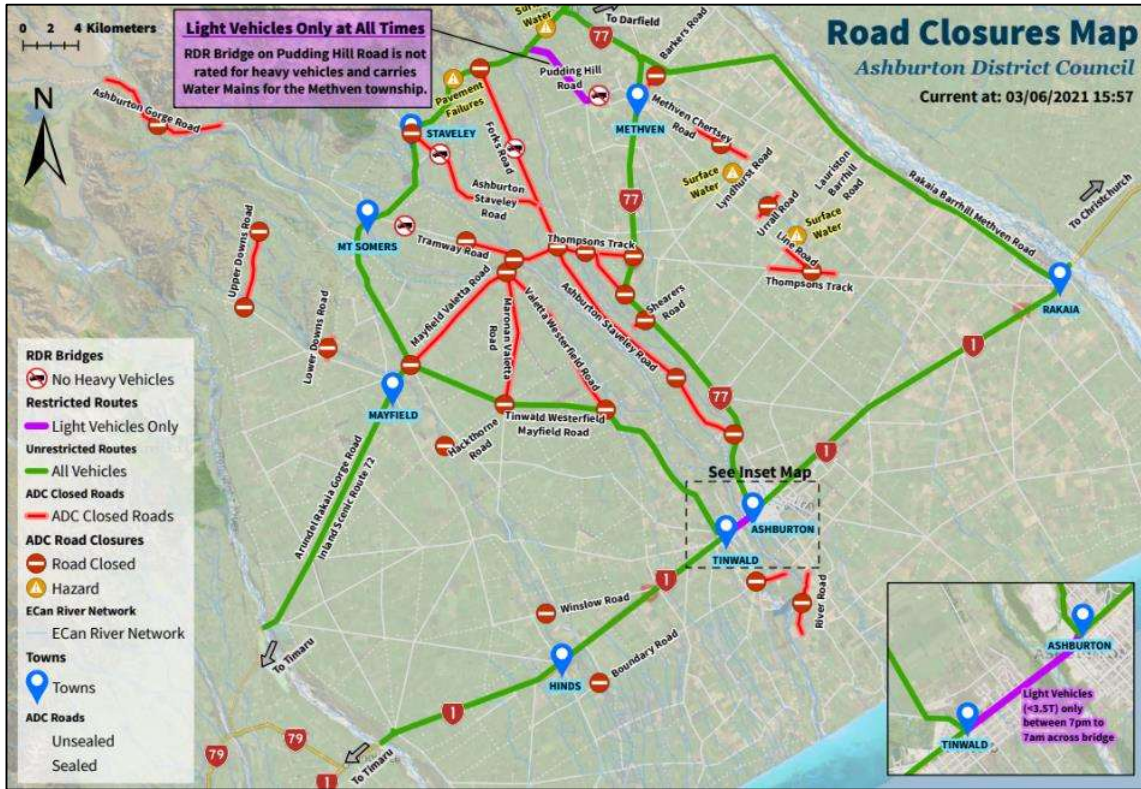 0 2 4 Kilometers
N
Light Vehicles Only at All Times
RDR Bridge on Pudding Hill Road is not
rated for heavy vehicles and carries
Water Mains for the Methven township.
Road Closures Map
Ashburton District Council
Current at: 03/06/2021 15:57
Surface
Water
To Darfield
77
Barkers Road
Pudding Hill
Road
METHVEN
Pavement
Failures
Ashburton Gorge Road
STAVELEY
Forks Road
Methven Chertsey
Road
Surface
Water
Lyndhurst Road
Lauriston
Barrhill
Road
Urrall Road
Surface
Water
Line Road
Thompsons Track
Rakaia Barrhill Methven Road
To Christchurch
RAKAIA
Ashburton
Staveley
Road
77
MT SOMERS
Tramway Road
Thompsons Track
Upper Downs Road
Lower Downs Road
Mayfield Valetta Road
Maronan Valetta
Road
Valetta Westerfield Road
Ashburton Staveley Road
Shearers
Road
1
77
MAYFIELD
Tinwald Westerfield
Mayfield Road
Hackthorne
Road
1
See Inset Map
ASHBURTON
TINWALD
Arundel Rakaia Gorge Road
Inland Scenic Route 72
1
Winslow Road
River Road
Boundary Road
HINDS
To Timaru
1
79
79
1
To Timaru
RDR Bridges
No Heavy Vehicles
Restricted Routes
Light Vehicles Only
Unrestricted Routes
All Vehicles
ADC Closed Roads
ADC Closed Roads
ADC Road Closures
Road Closed
Hazard
ECan River Network
ECan River Network
Towns
Towns
ADC Roads
Unsealed
Sealed
ASHBURTON
TINWALD
Light Vehicles
(<3.5T) only
between 7pm to
7am across bridge